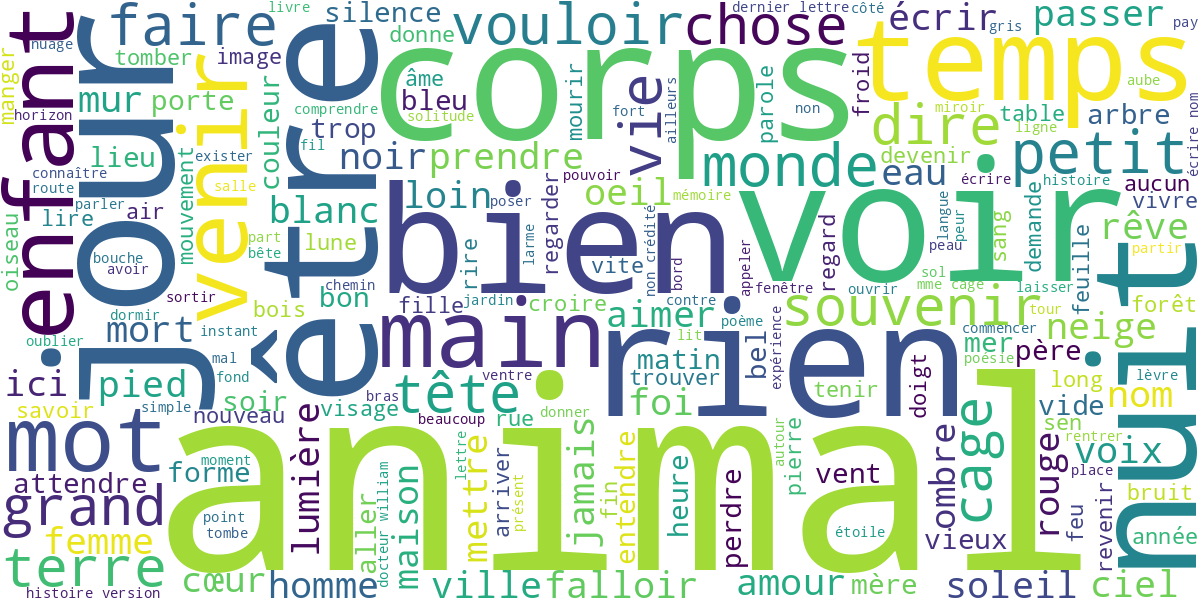 livre
silence
dernier lettre
côté
écrir
passer
gris
pay
nuage
faire
donne
vouloir
chose
temps
tomber
image
être
corps
manger
enfant
jour
venir
mur
porte
horizon
couleur
comprendre
âme
bleu
solitude
mourir
fort
vie
ailleurs
parole
non
froid
dire
miroir
aube
table
ligne
arbre
écrire nom
trop
fil
lieu
exister
noir
prendre
pouvoir
monde
devenir
eau
petit
connaître
route
salle
mouvement
loin
poser
oeil
mémoire
écrire
histoire
aucun
vivre
parler
lire
air
blanc
bien
regarder
voir
langue
peur
peau
sang
demande
rêve
oiseau
bouche
avoir
part
bête
lune
rire
larme
vite
non crédité
bord
appeler
regard
fenêtre
feuille
partir
sortir
chemin
bon
fille
jardin
croire
aimer
contre
poème
ouvrir
sol
mme cage
laisser
forêt
dormir
bois
souvenir
tour
neige
nuit
oublier
mort
instant
main
lit
matin
trouver
bel
expérience
rien
commencer
mer
poésie
père
ici
pied
mal
fond
simple
soir
ventre
bras
tête
donner
foi
tenir
doigt
long
lèvre
nom
savoir
nouveau
visage
beaucoup
rue
vide
sen
mot
attendre
moment
forme
lumière
animal
lettre
mettre
arriver
présent
jamais
fin
entendre
heure
perdre
autour
pierre
vent
ombre
cage
rouge
rentrer
voix
place
grand
point
tombe
docteur william
aller
maison
étoile
vieux
feu
revenir
bruit
année
femme
terre
histoire version
cœur
homme
ville
falloir
amour
mère
soleil
ciel